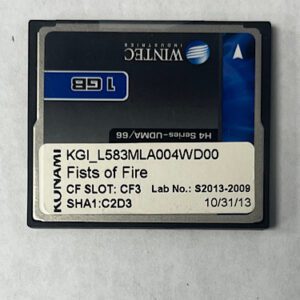 WINTEC
INDUSTRIES
1 GB
H4 Series-UDMA/66
KONAMI
KGI_L583MLA004WD00
Fists of Fire
CF SLOT: CF3 Lab No.: S2013-2009
SHA1:C2D3 10/31/13